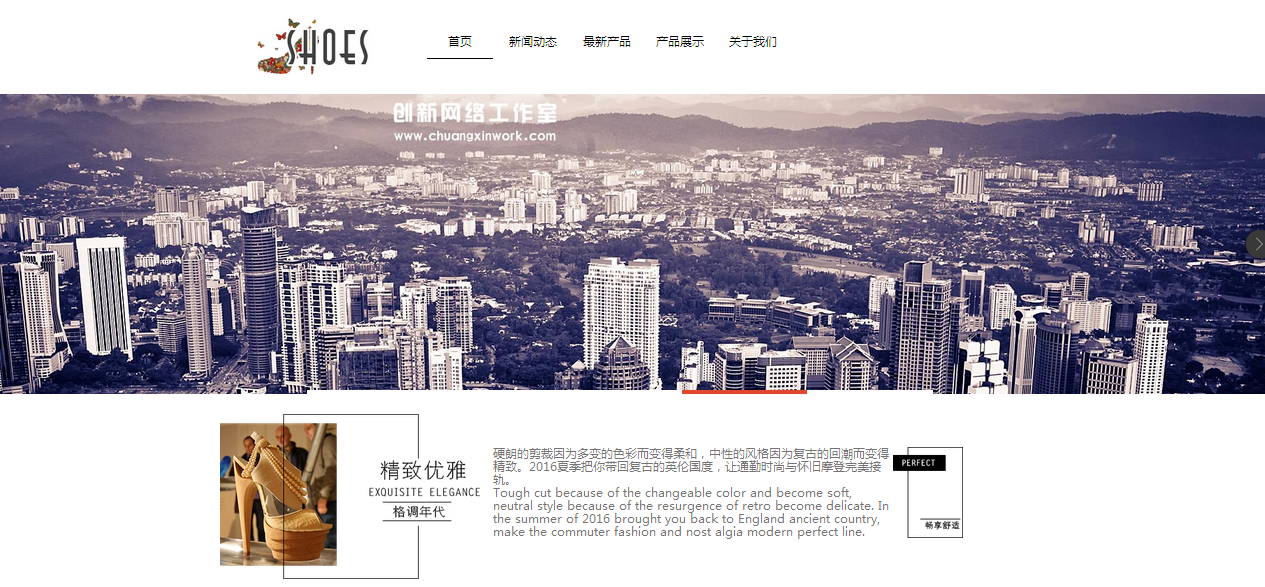 SHOES
首页 新闻动态 最新产品 产品展示 关于我们
创新网络工作室
www.chuangxinwork.com
精致优雅
EXQUISITE ELEGANCE
格调年代
硬朗的剪裁因为多变的色彩而变得柔和，中性的风格因为复古的回潮而变得
精致。2016夏季把你带回复古的英伦国度，让通勤时尚与怀旧摩登完美接
轨。
Tough cut because of the changeable color and become soft,
neutral style because of the resurgence of retro become delicate. In
the summer of 2016 brought you back to England ancient country,
make the commuter fashion and nost algia modern perfect line.
PERFECT
畅享舒适